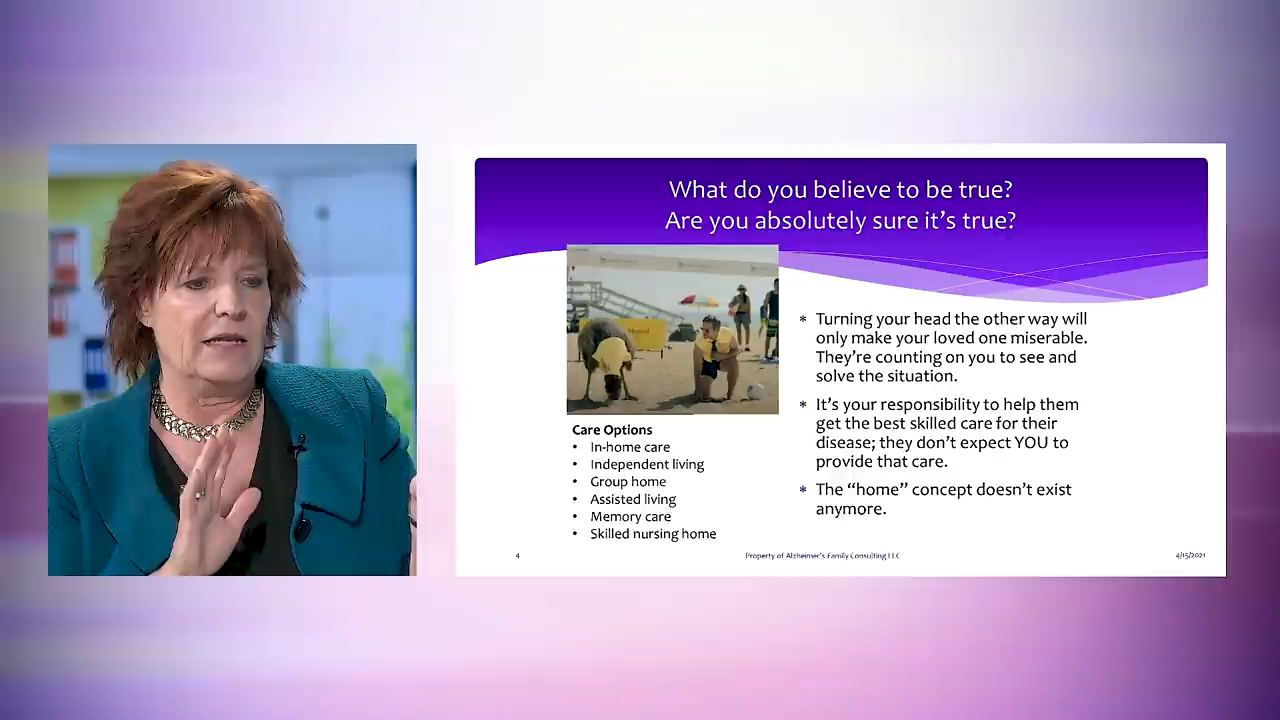 What do you believe to be true?
Are you absolutely sure it's true?
Care Options
• In-home care
• Independent living
• Group home
• Assisted living
• Memory care
• Skilled nursing home
* Turning your head the other way will
only make your loved one miserable.
They're counting on you to see and
solve the situation.
* It's your responsibility to help them
get the best skilled care for their
disease; they don't expect YOU to
provide that care.
* The “home” concept doesn't exist
anymore.
4
Property of Alzheimer's Family Consulting LLC
4/15/2021